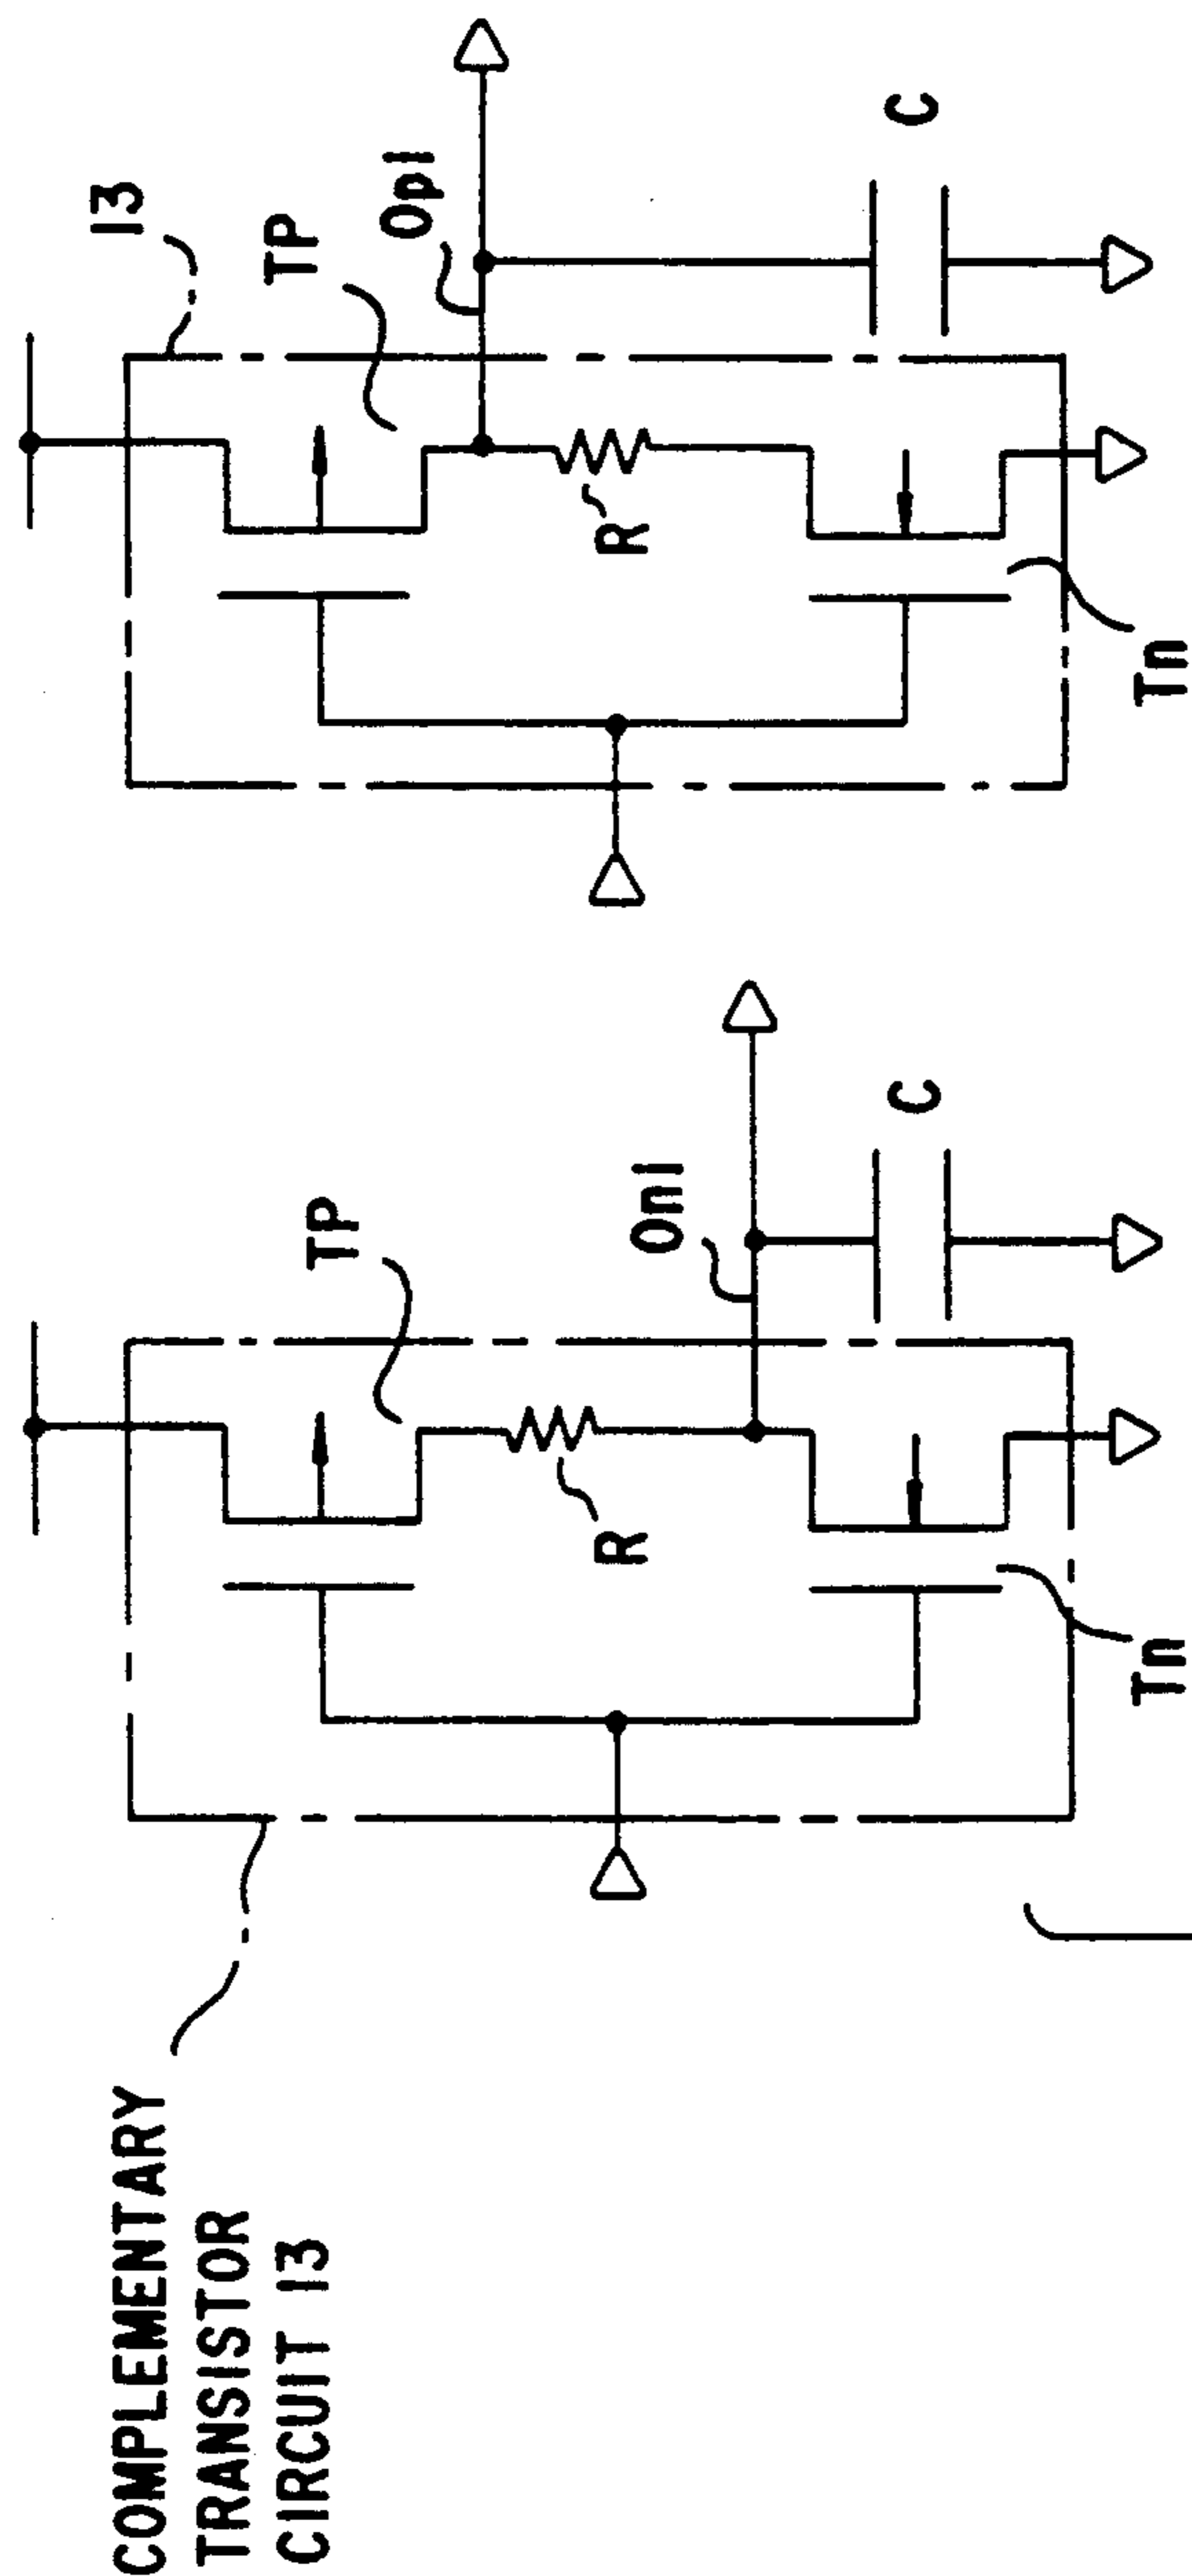 COMPLEMENTARY
TRANSISTOR
CIRCUIT 13
TP
R
Tn
On1
C
13
TP
R
Tn
Op1
C